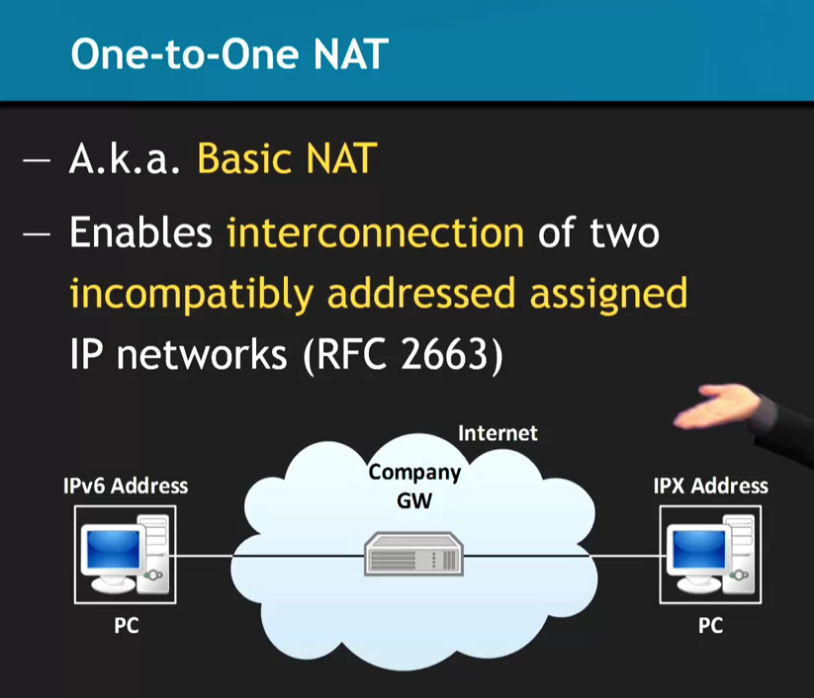 One-to-One NAT
– A.k.a. Basic NAT
– Enables interconnection of two
incompatibly addressed assigned
IP networks (RFC 2663)
Internet
Company
GW
IPv6 Address
IPX Address
PC
PC